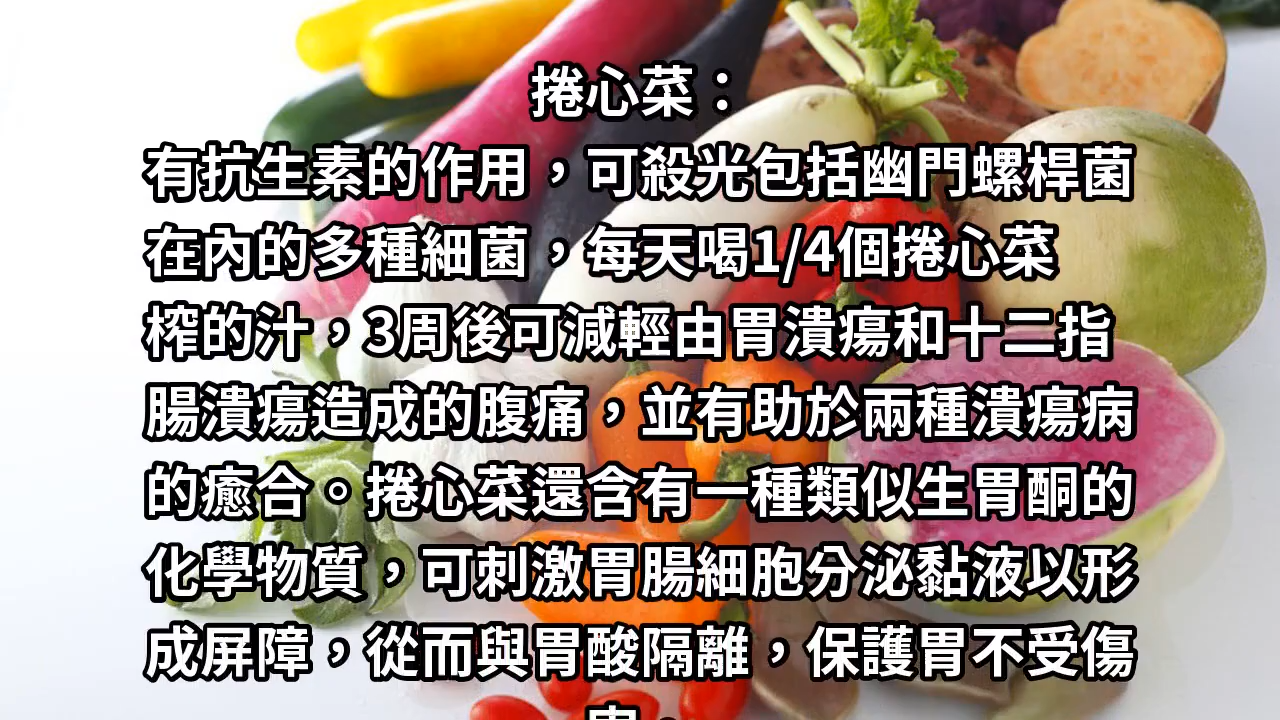 捲心菜：
有抗生素的作用，可殺光包括幽門螺桿菌
在內的多種細菌，每天喝1/4個捲心菜
榨的汁，3周後可減輕由胃潰瘍和十二指
腸潰瘍造成的腹痛，並有助於兩種潰瘍病
的癒合。捲心菜還含有一種類似生胃酮的
化學物質，可刺激胃腸細胞分泌黏液以形
成屏障，從而與胃酸隔離，保護胃不受傷